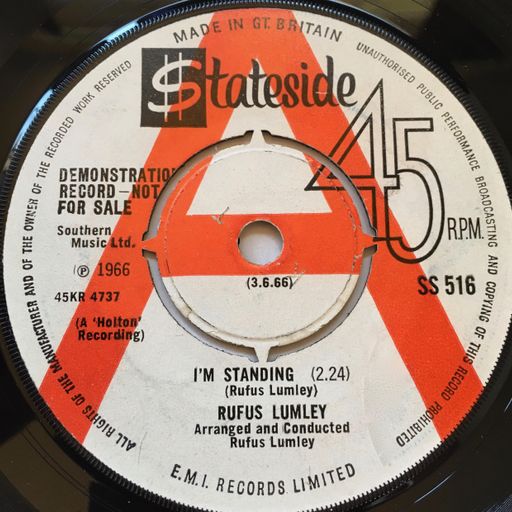 MADE IN GT. BRITAIN
UNAUTHORISED PUBLIC PERFORMANCE BROADCASTING AND COPYING OF THIS RECORD PROHIBITED
ALL RIGHTS OF THE MANUFACTURER AND OF THE OWNER OF THE RECORDED WORK RESERVED
$tateside
A
45
R.P.M.
DEMONSTRATION
RECORD – NOT
FOR SALE
Southern
Music Ltd.
℗ 1966
45KR 4737
(A 'Holton'
Recording)
SS 516
(3.6.66)
I'M STANDING (2.24)
(Rufus Lumley)
RUFUS LUMLEY
Arranged and Conducted
Rufus Lumley
E.M.I. RECORDS LIMITED